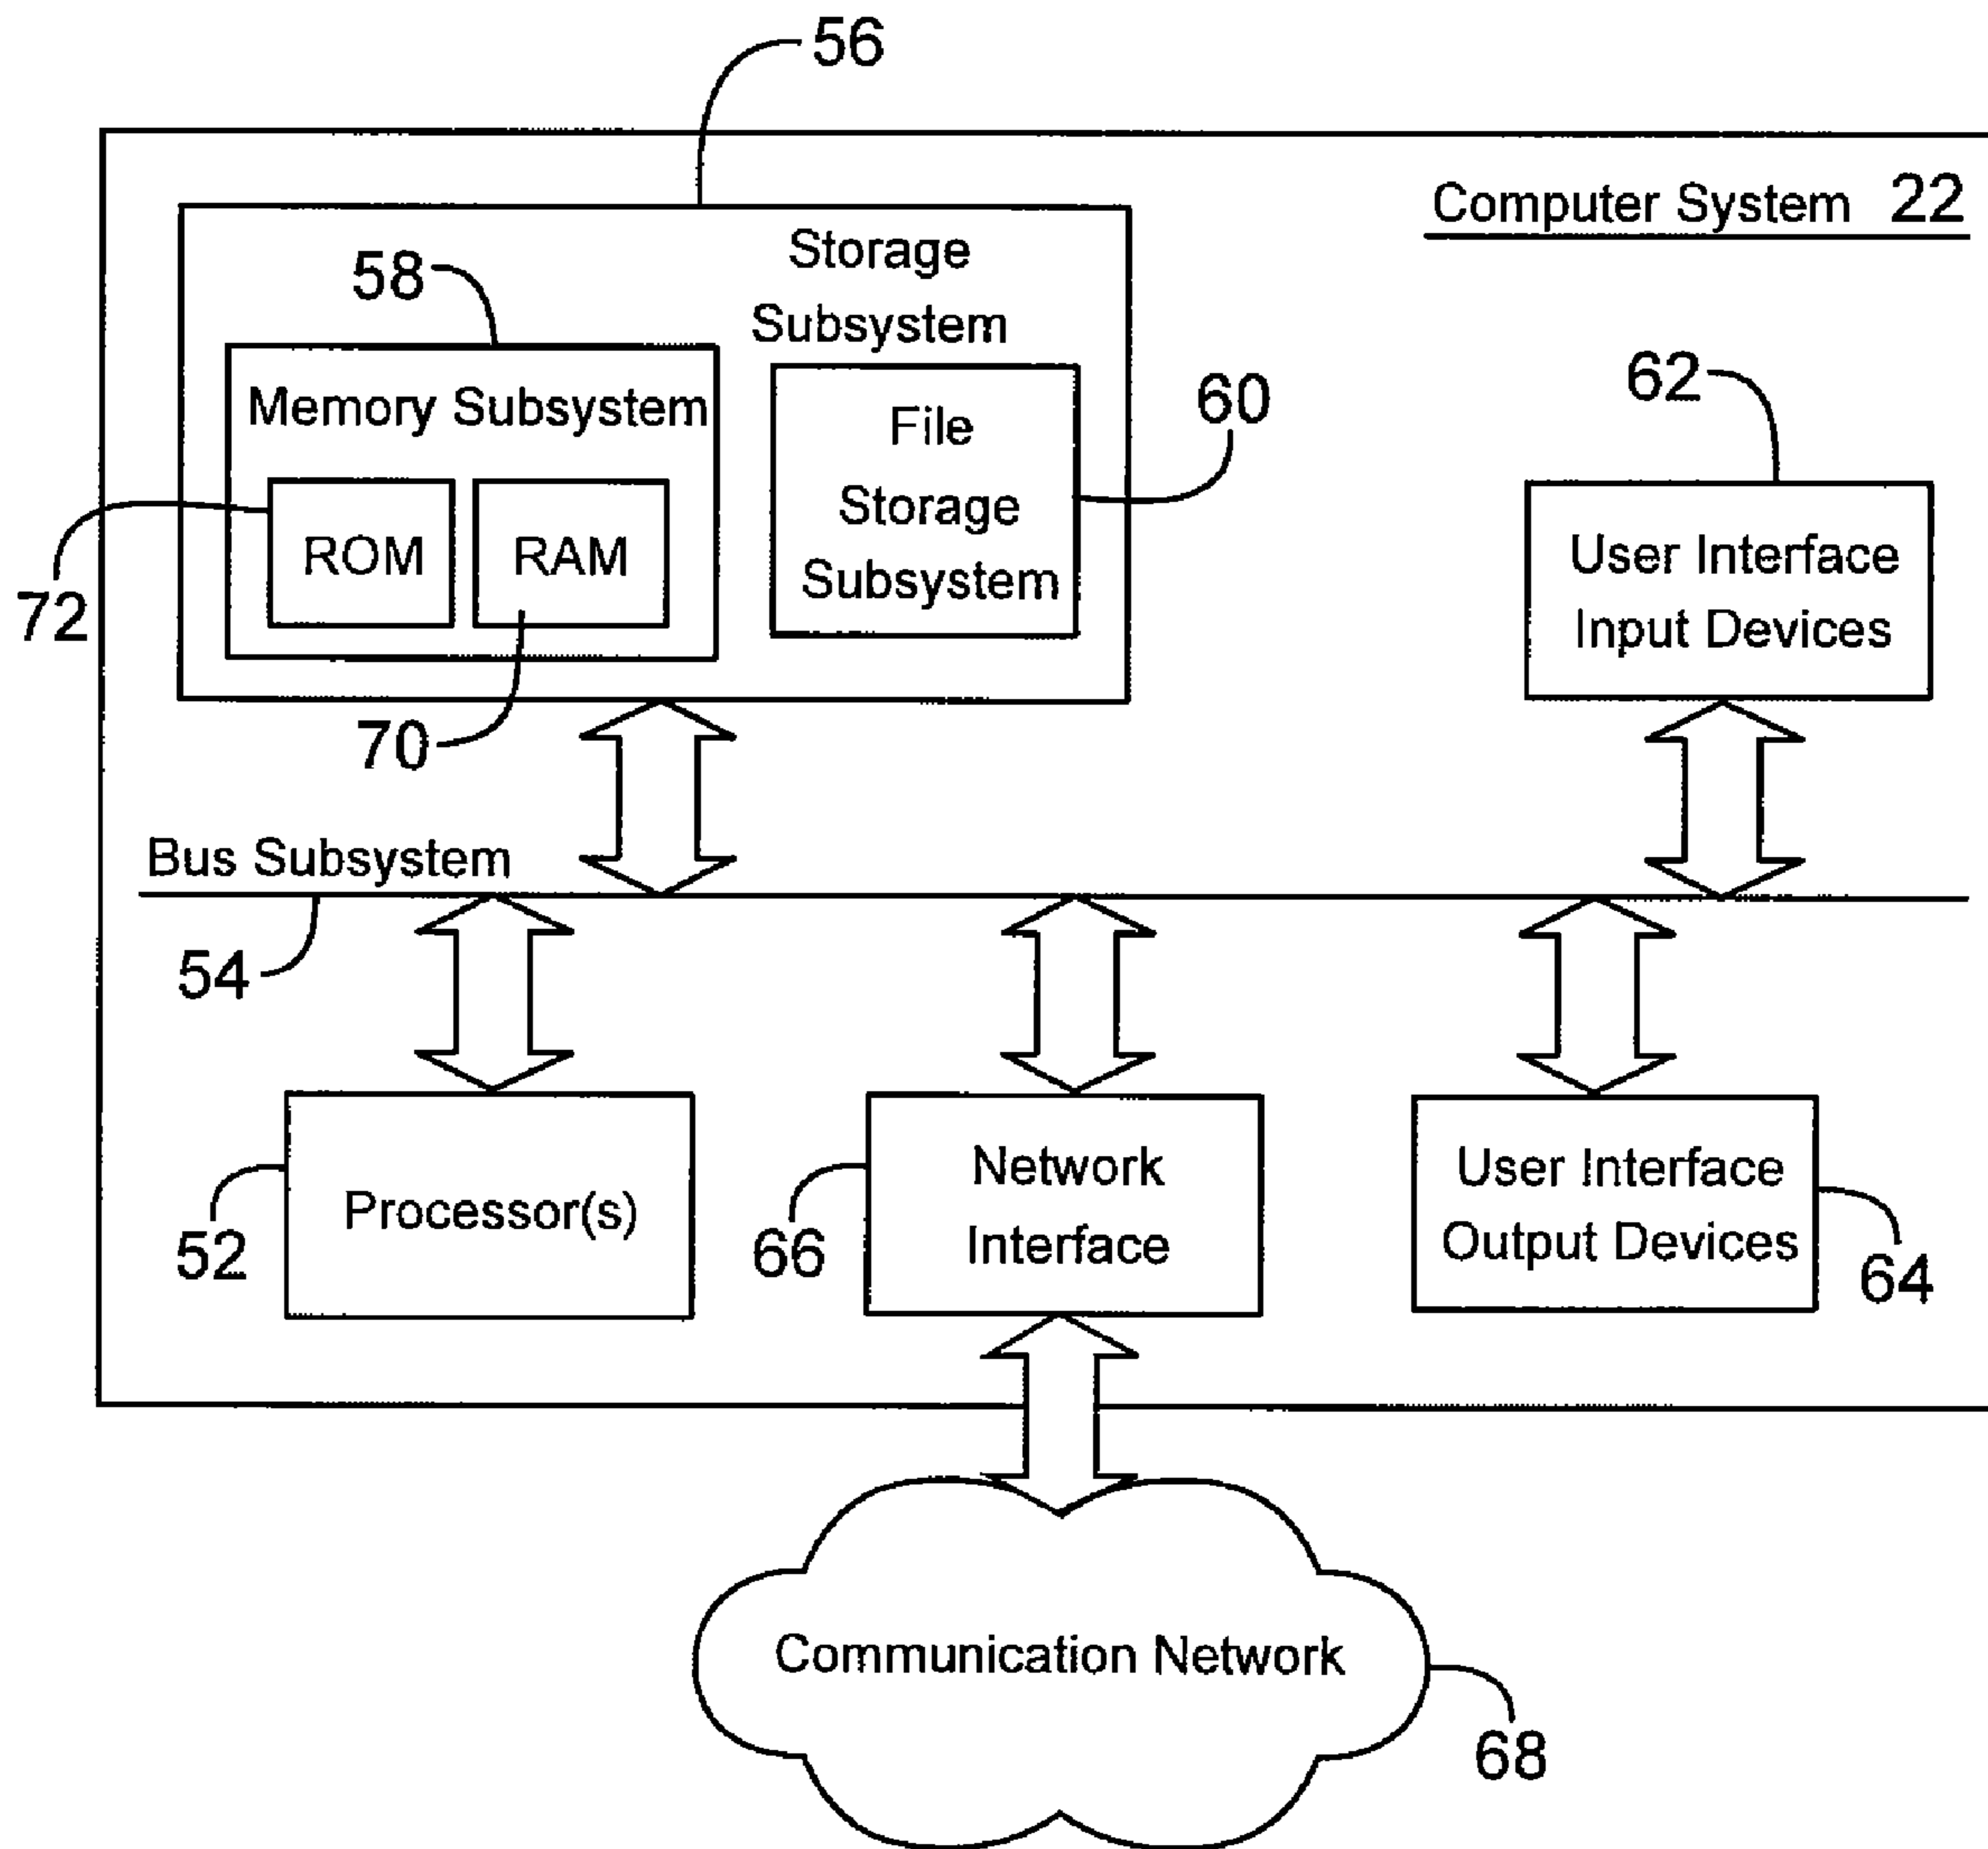 56
Computer System 22
Storage
Subsystem
58
Memory Subsystem
File
Storage
Subsystem
60
62
ROM
RAM
72
User Interface
Input Devices
70
Bus Subsystem
54
Processor(s)
52
Network
Interface
66
User Interface
Output Devices
64
Communication Network
68